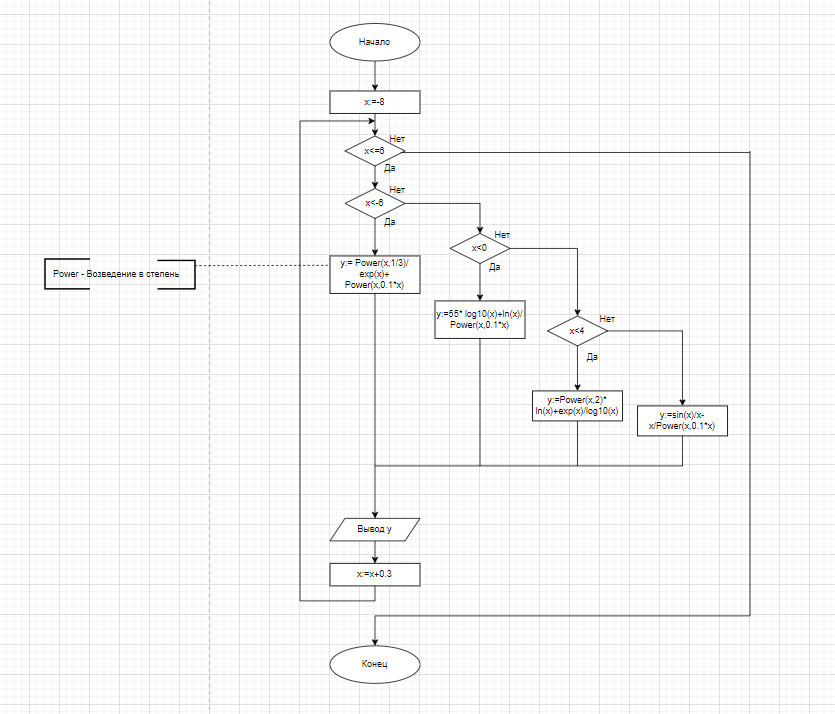 Начало
x:=-8
Нет
x<=6
Да
Нет
x<-6
Да
Нет
x<0
Да
Power - Возведение в степень
y:= Power(x,1/3)/
exp(x)+
Power(x,0.1*x)
y:=55* log10(x)+ln(x)/
Power(x,0.1*x)
Нет
x<4
Да
y:=Power(x,2)*
ln(x)+exp(x)/log10(x)
y:=sin(x)/x-
x/Power(x,0.1*x)
Вывод y
x:=x+0.3
Конец